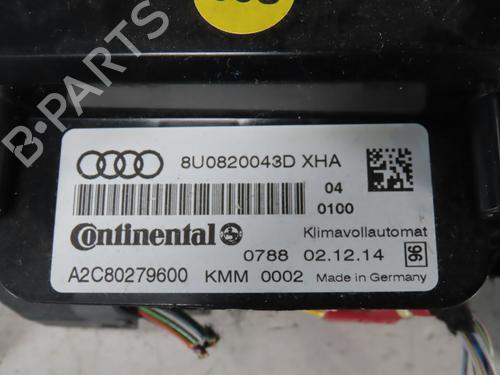 8U0820043D XHA
04
0100
Continental Klimavollautomat
0788 02.12.14 96
A2C80279600 KMM 0002 Made in Germany
B-PARTS